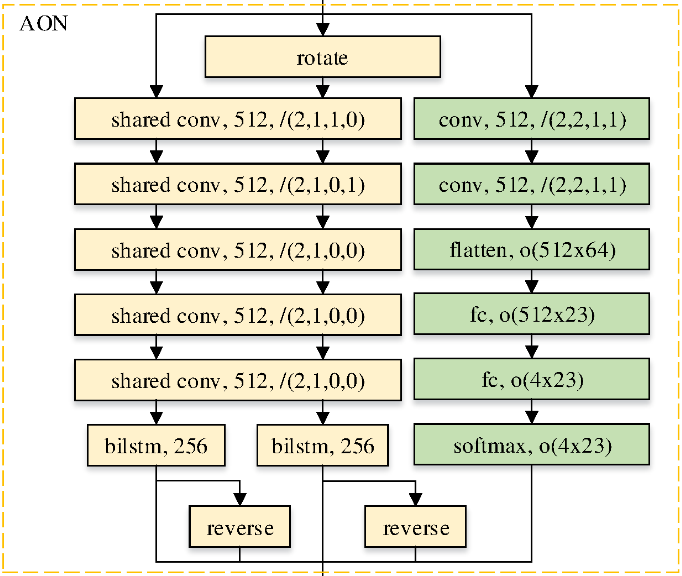 AON
rotate
shared conv, 512, /(2,1,1,0)
conv, 512, /(2,2,1,1)
shared conv, 512, /(2,1,0,1)
conv, 512, /(2,2,1,1)
shared conv, 512, /(2,1,0,0)
flatten, o(512x64)
shared conv, 512, /(2,1,0,0)
fc, o(512x23)
shared conv, 512, /(2,1,0,0)
fc, o(4x23)
bilstm, 256
bilstm, 256
softmax, o(4x23)
reverse
reverse